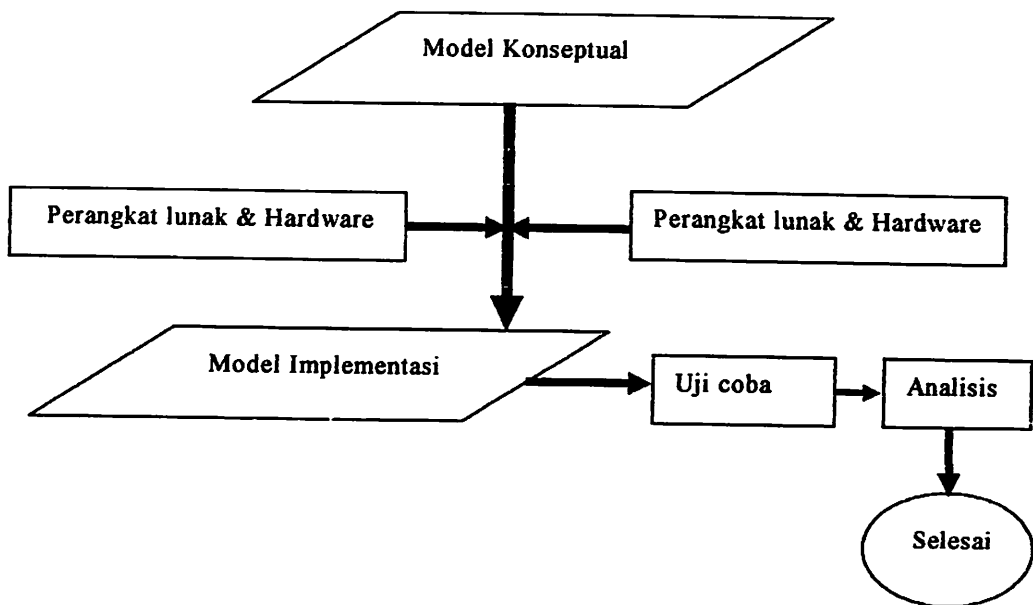 Model Konseptual
Perangkat lunak & Hardware
Perangkat lunak & Hardware
Model Implementasi
Uji coba
Analisis
Selesai